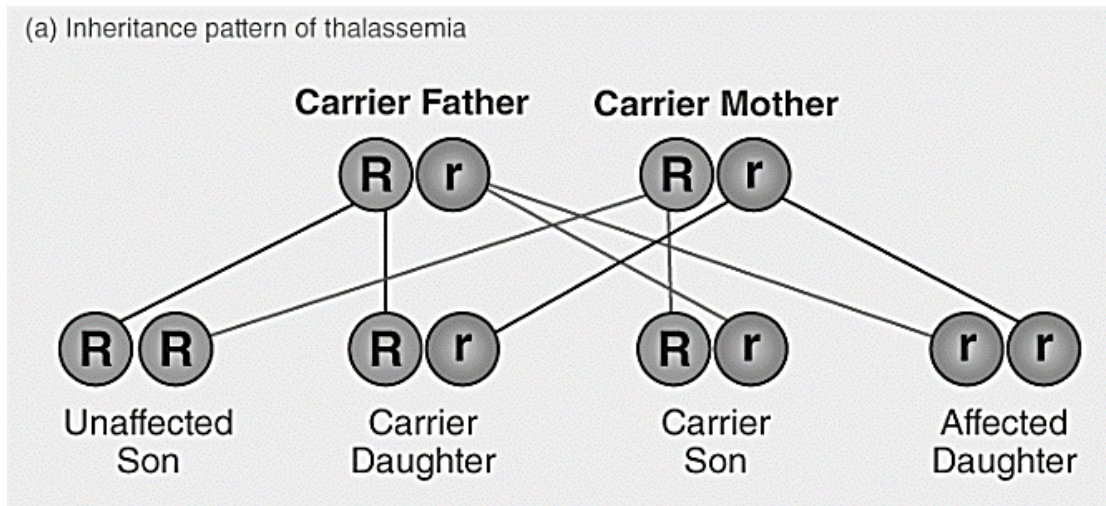 (a) Inheritance pattern of thalassemia
Carrier Father Carrier Mother
R r R r
R R R r R r r r
Unaffected Carrier Carrier Affected
Son Daughter Son Daughter